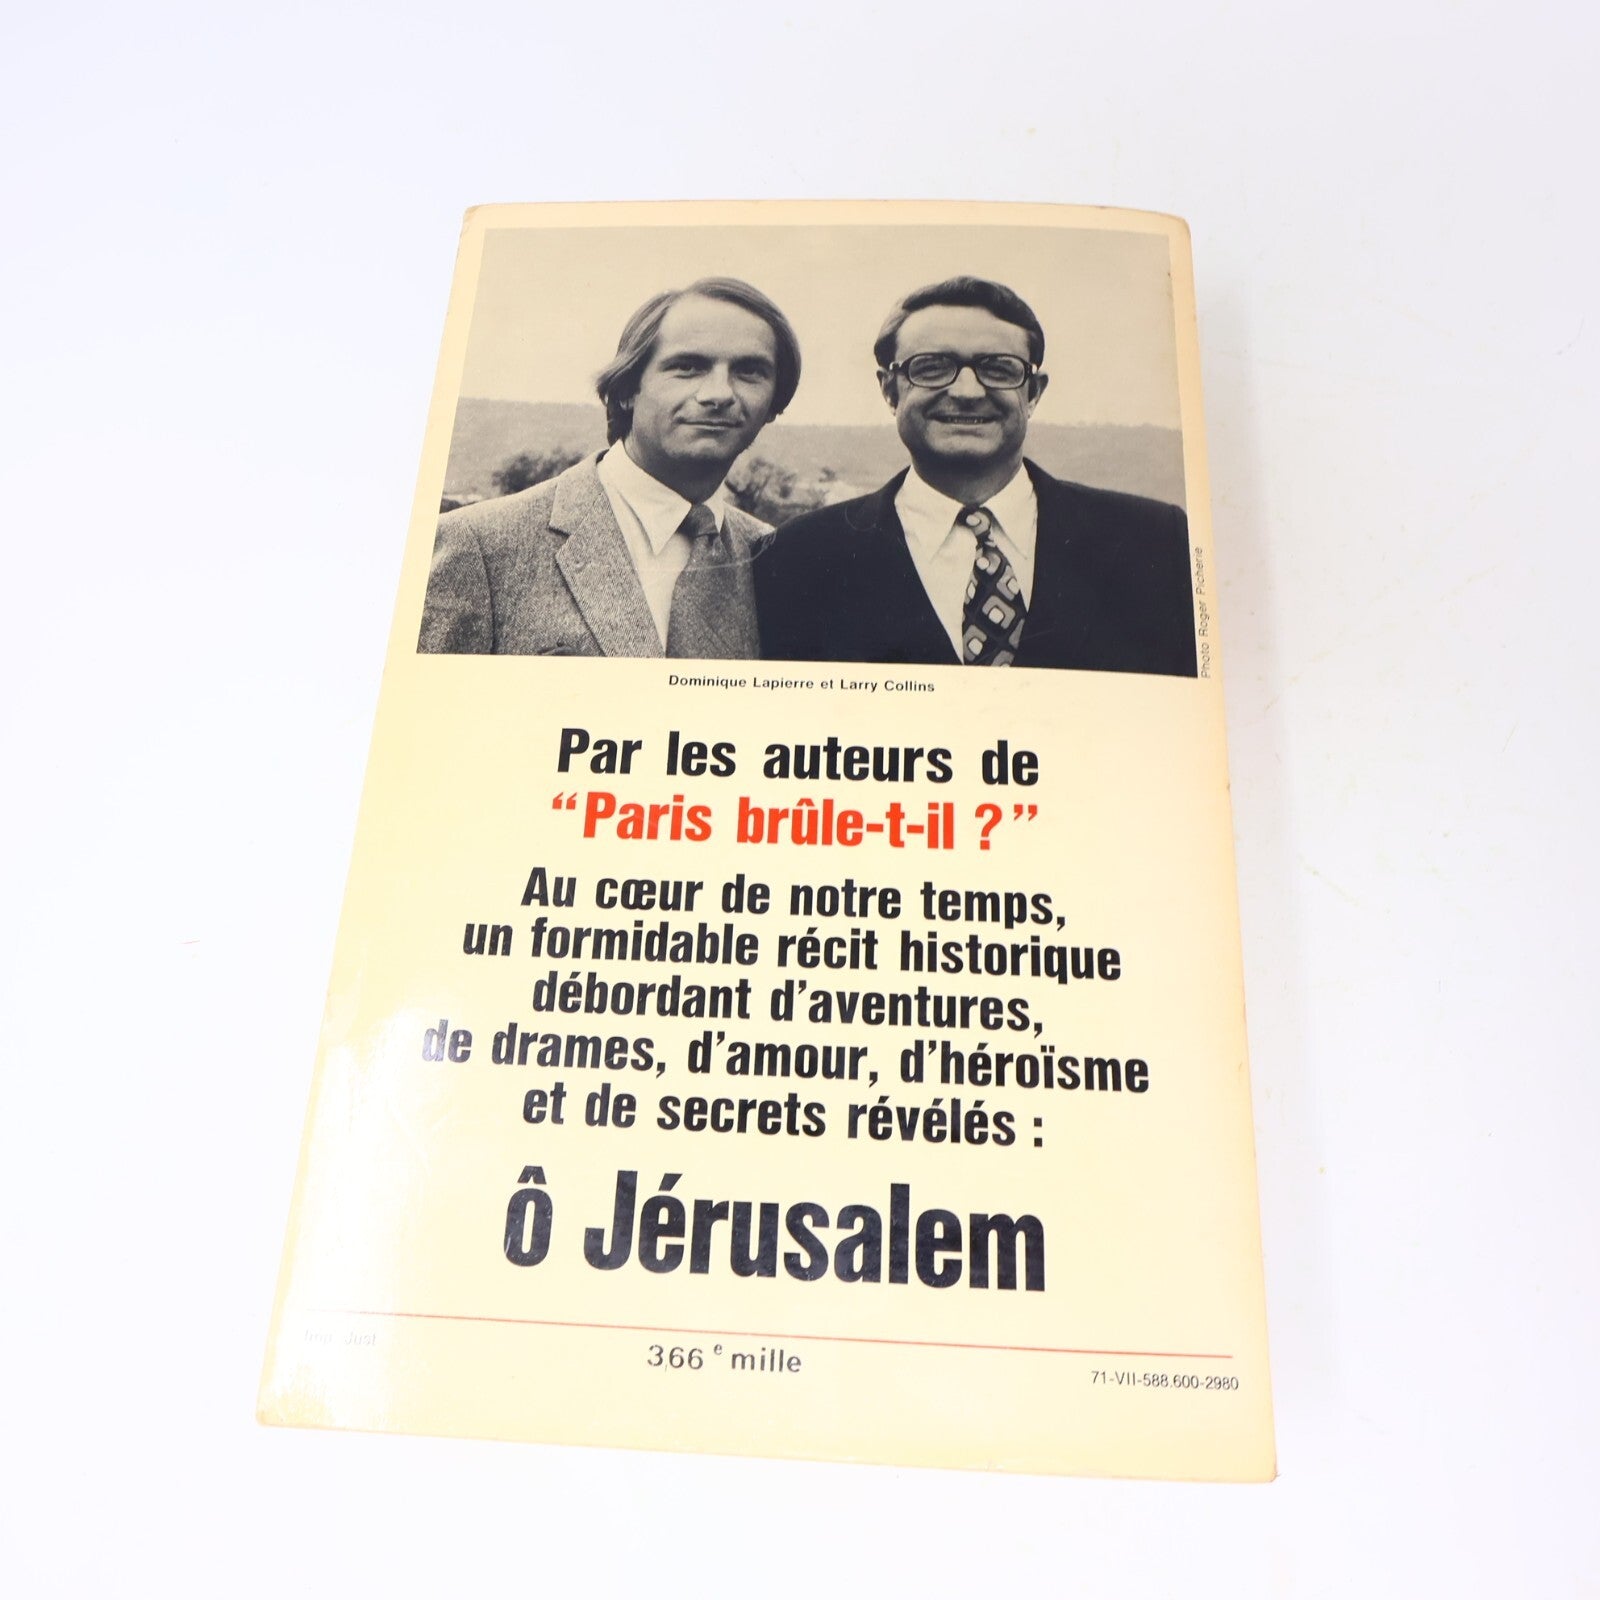 Photo Roger Picherie
Dominique Lapierre et Larry Collins
Par les auteurs de
“Paris brûle-t-il ?”
Au cœur de notre temps,
un formidable récit historique
débordant d’aventures,
de drames, d’amour, d’héroïsme
et de secrets révélés :
ô Jérusalem
Imp. Just
366 e mille
71-VII-588.600-2980